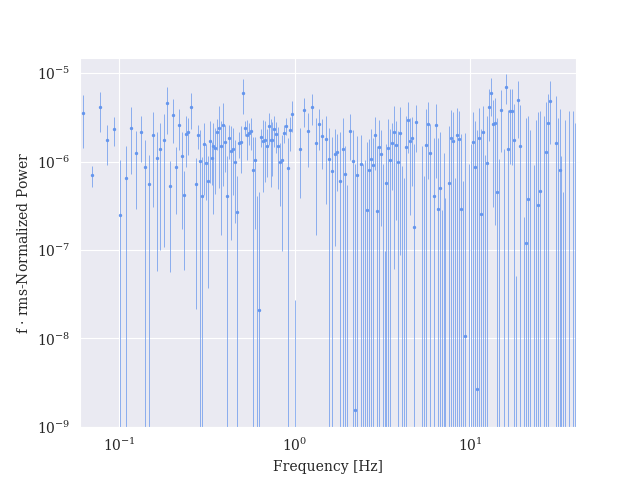 10⁻⁵
10⁻⁶
10⁻⁷
10⁻⁸
10⁻⁹
f · rms-Normalized Power
10⁻¹ 10⁰ 10¹
Frequency [Hz]